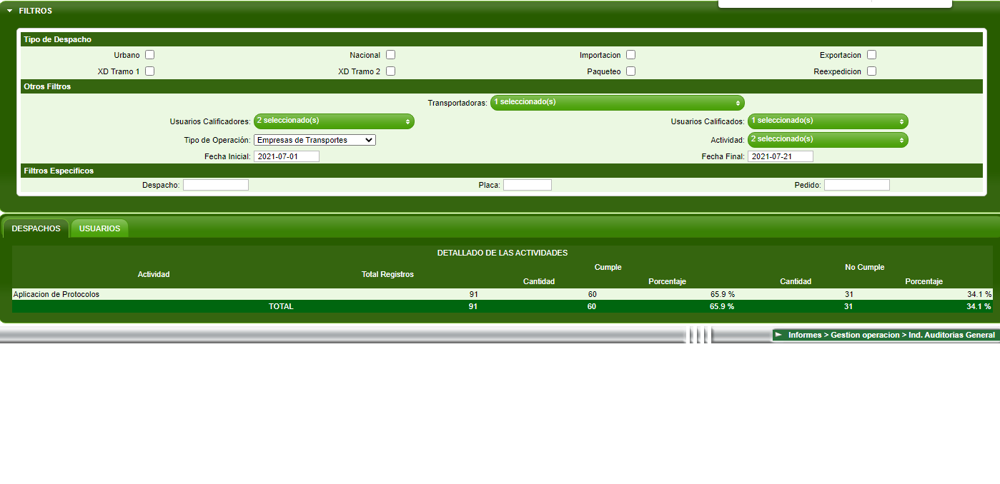 FILTROS
Tipo de Despacho
Urbano Nacional Importacion Exportacion
XD Tramo 1 XD Tramo 2 Paqueteo Reexpedicion
Otros Filtros
Transportadoras: 1 seleccionado(s)
Usuarios Calificadores: 2 seleccionado(s) Usuarios Calificados: 1 seleccionado(s)
Tipo de Operación: Empresas de Transportes Actividad: 2 seleccionado(s)
Fecha Inicial: 2021-07-01 Fecha Final: 2021-07-21
Filtros Especificos
Despacho: Placa: Pedido:
DESPACHOS USUARIOS
DETALLADO DE LAS ACTIVIDADES
Actividad Total Registros Cumple No Cumple
Cantidad Porcentaje Cantidad Porcentaje
Aplicacion de Protocolos 91 60 65.9 % 31 34.1 %
TOTAL 91 60 65.9 % 31 34.1 %
Informes > Gestion operacion > Ind. Auditorias General